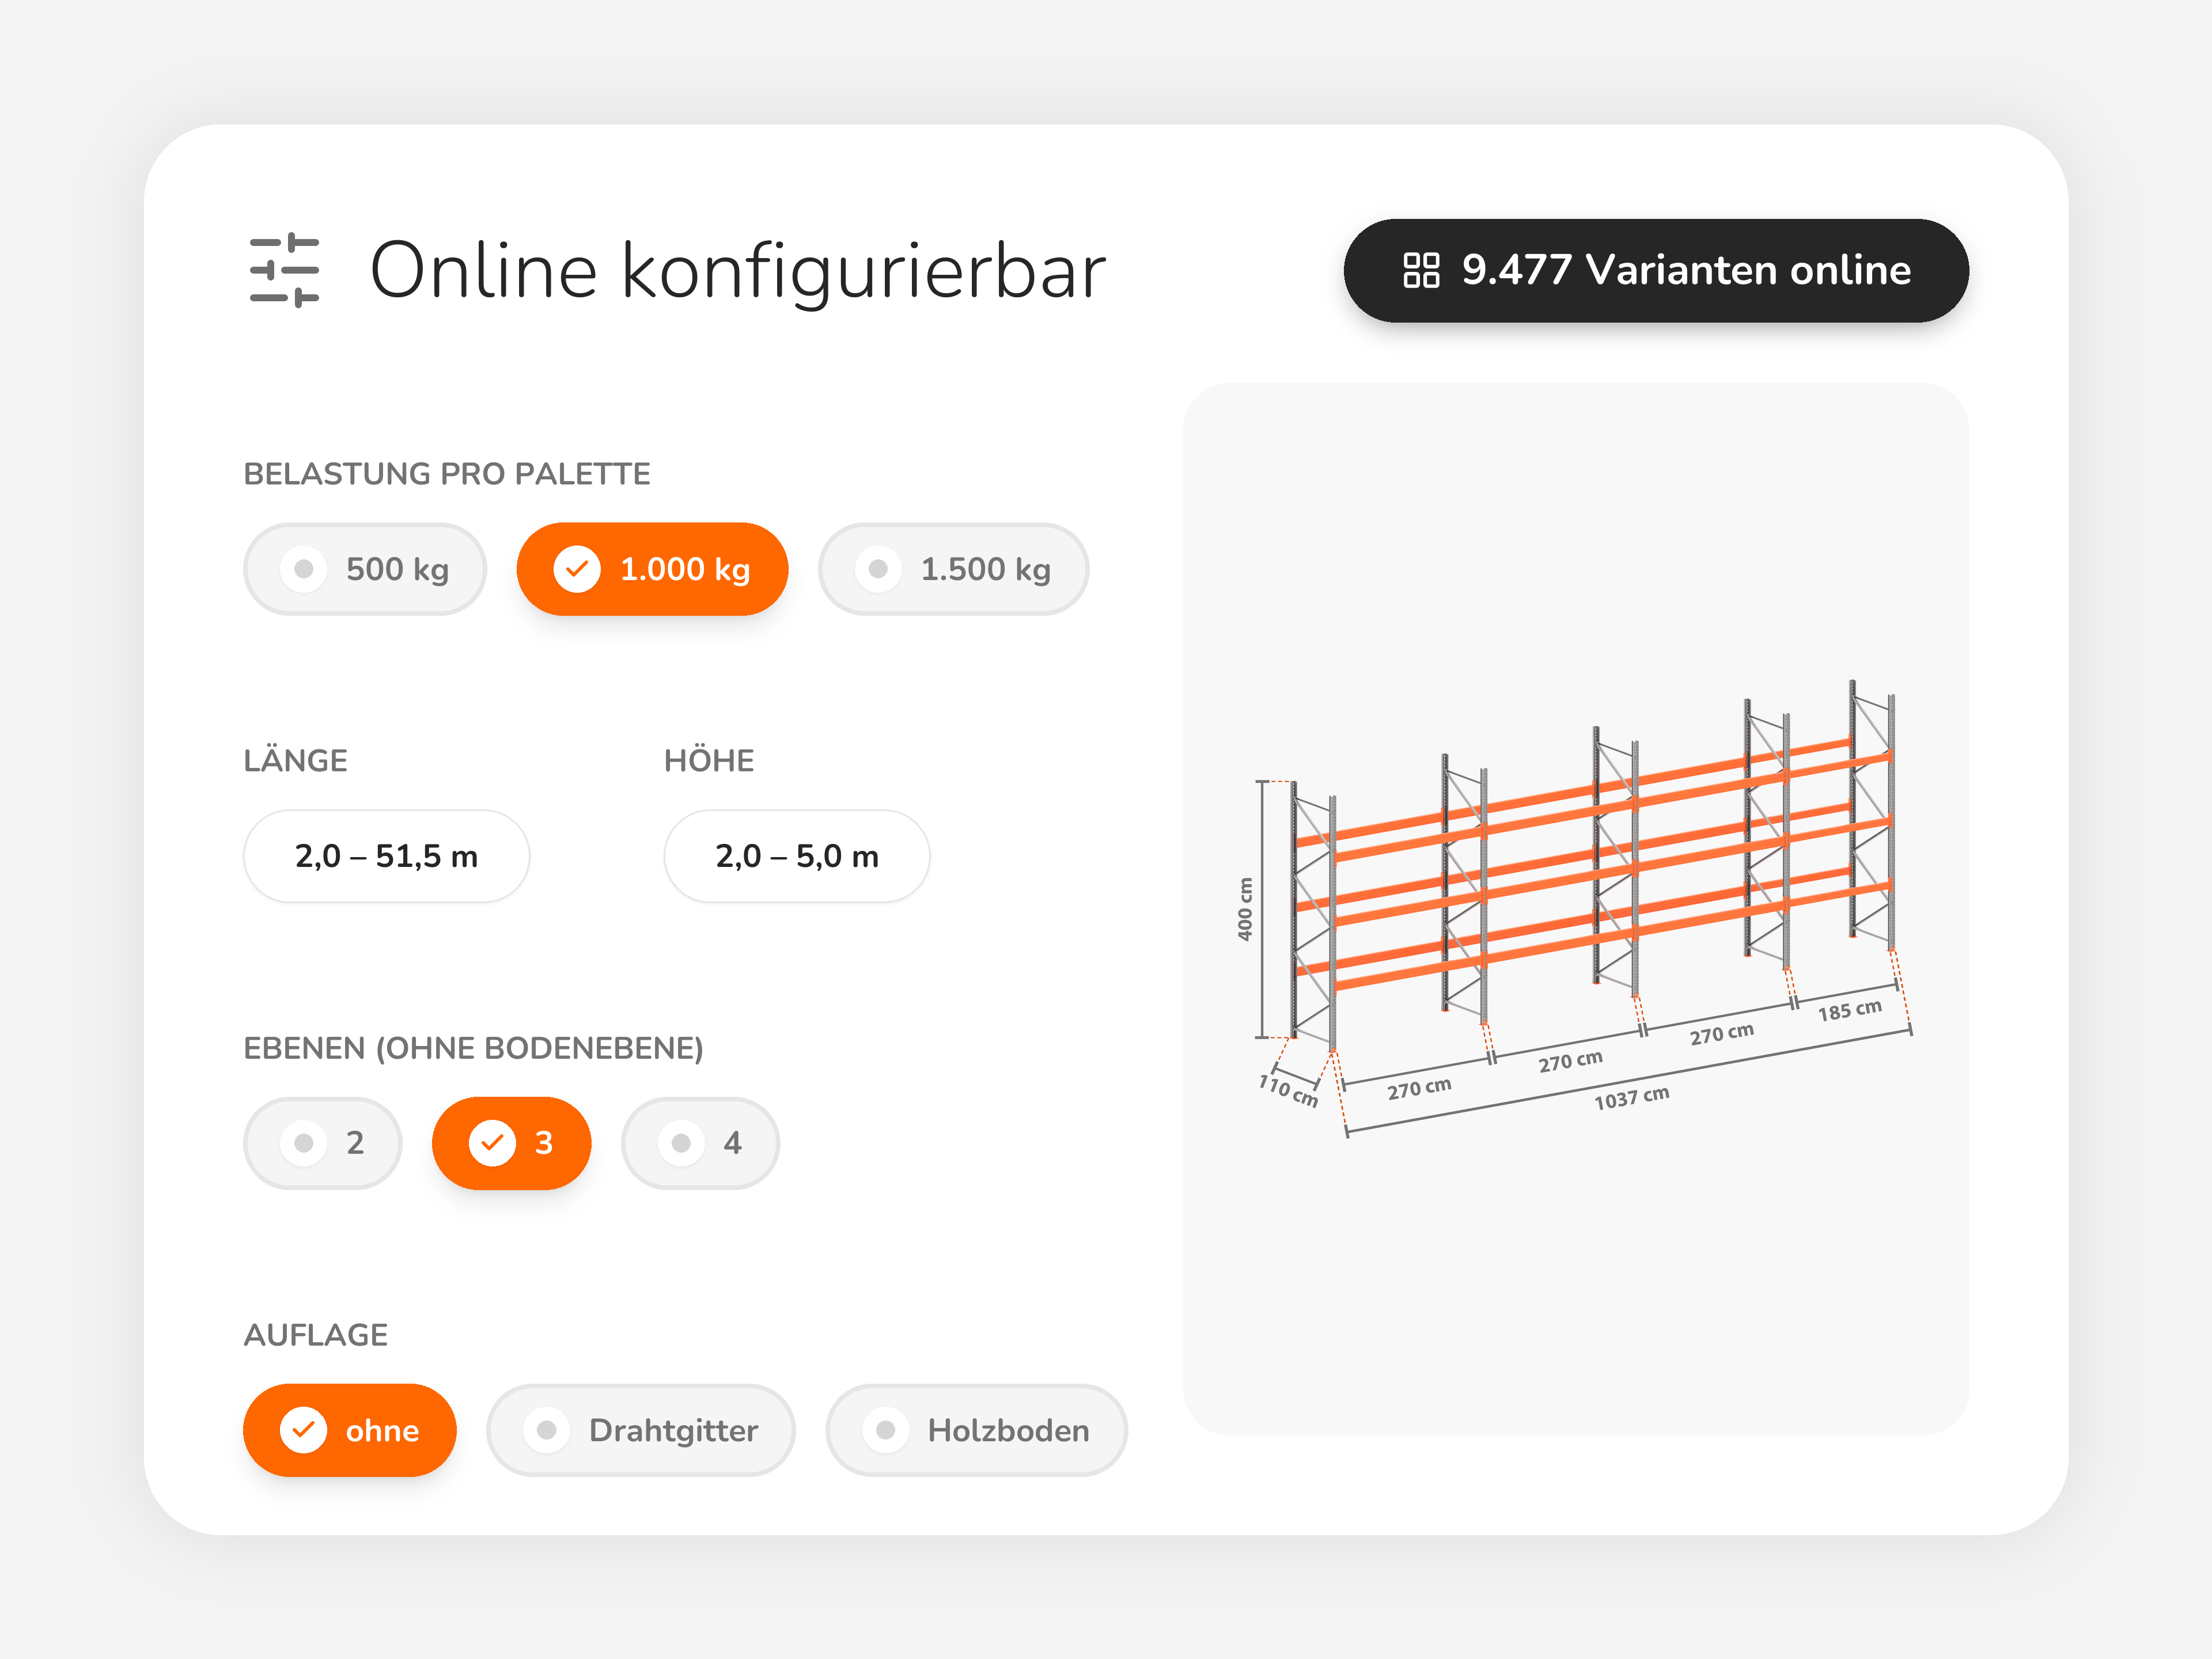 Online konfigurierbar
9.477 Varianten online
BELASTUNG PRO PALETTE
500 kg
1.000 kg
1.500 kg
LÄNGE
HÖHE
2,0 – 51,5 m
2,0 – 5,0 m
EBENEN (OHNE BODENEBENE)
2
3
4
AUFLAGE
ohne
Drahtgitter
Holzboden
400 cm
110 cm
270 cm
270 cm
270 cm
185 cm
1037 cm